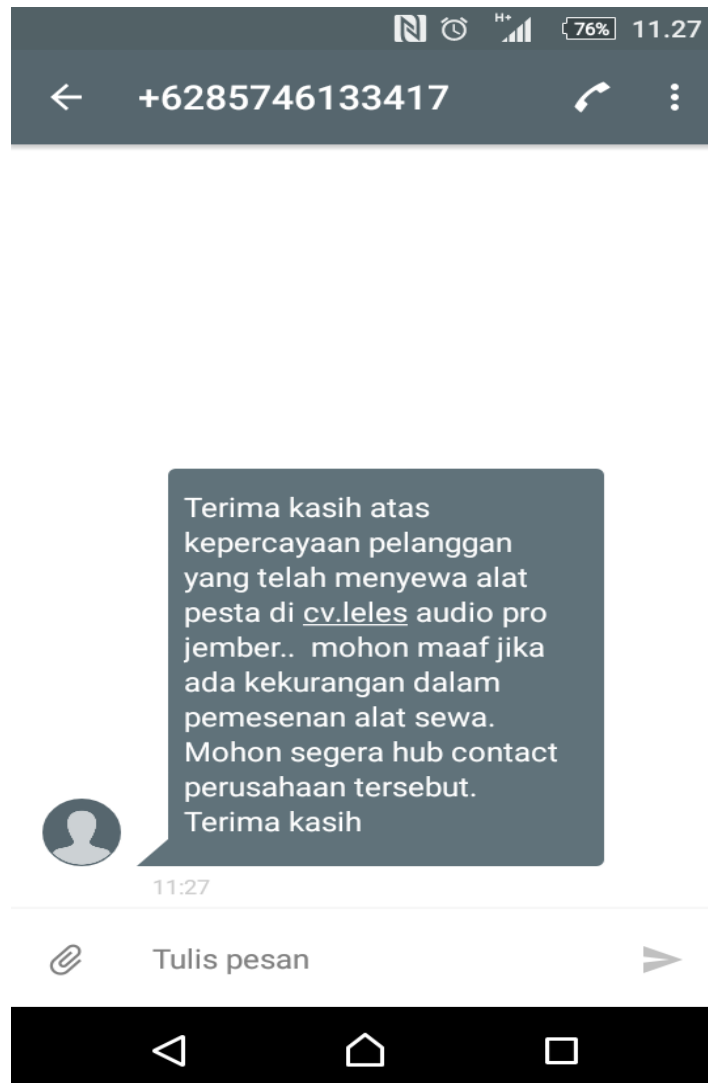 H+ 76% 11.27
+6285746133417
Terima kasih atas
kepercayaan pelanggan
yang telah menyewa alat
pesta di cv.leles audio pro
jember.. mohon maaf jika
ada kekurangan dalam
pemesenan alat sewa.
Mohon segera hub contact
perusahaan tersebut.
Terima kasih
11:27
Tulis pesan